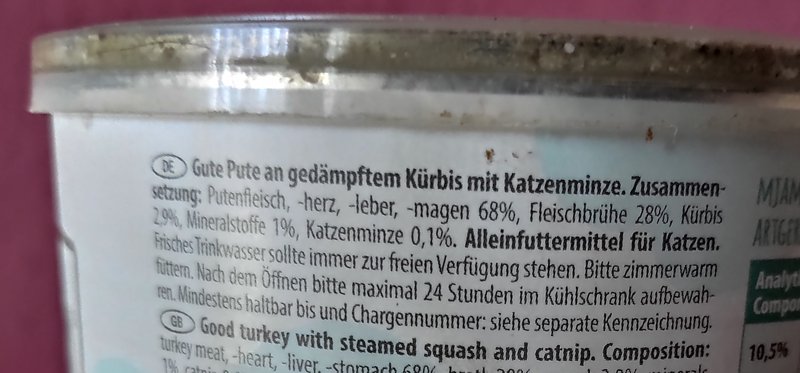 DE Gute Pute an gedämpftem Kürbis mit Katzenminze. Zusammen-
setzung: Putenfleisch, -herz, -leber, -magen 68%, Fleischbrühe 28%, Kürbis
2,9%, Mineralstoffe 1%, Katzenminze 0,1%. Alleinfuttermittel für Katzen.
Frisches Trinkwasser sollte immer zur freien Verfügung stehen. Bitte zimmerwarm
füttern. Nach dem Öffnen bitte maximal 24 Stunden im Kühlschrank aufbewah-
ren. Mindestens haltbar bis und Chargennummer: siehe separate Kennzeichnung.
GB Good turkey with steamed squash and catnip. Composition:
turkey meat, -heart, -liver, -stomach 68%, broth 28%,
MJAM
ARTGER
Analyt
Compo
10,5%